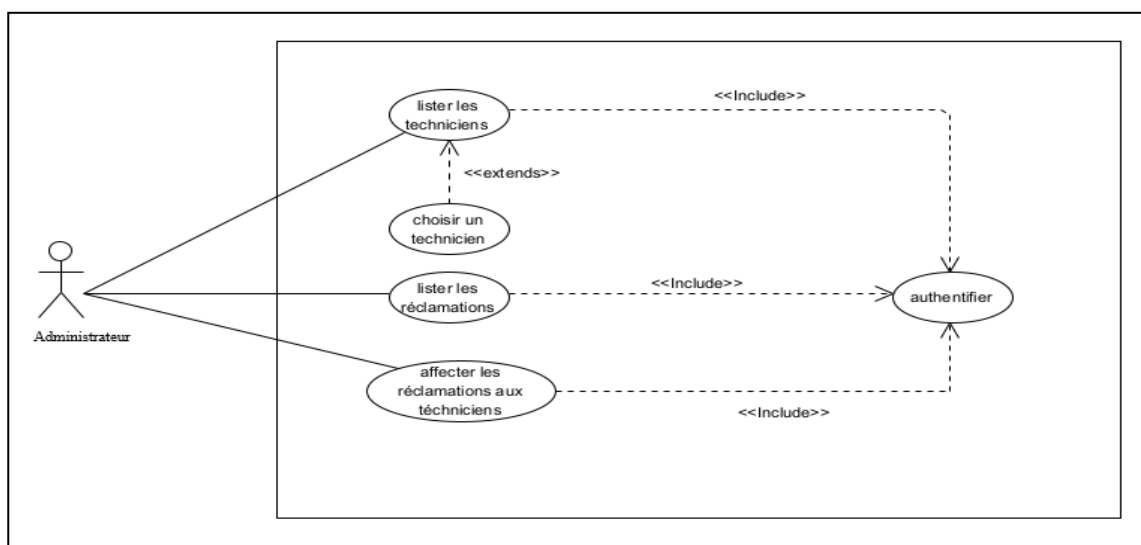 lister les
techniciens
<<Include>>
<<extends>>
choisir un
technicien
lister les
réclamations
<<Include>>
authentifier
Administrateur
affecter les
réclamations aux
téchniciens
<<Include>>